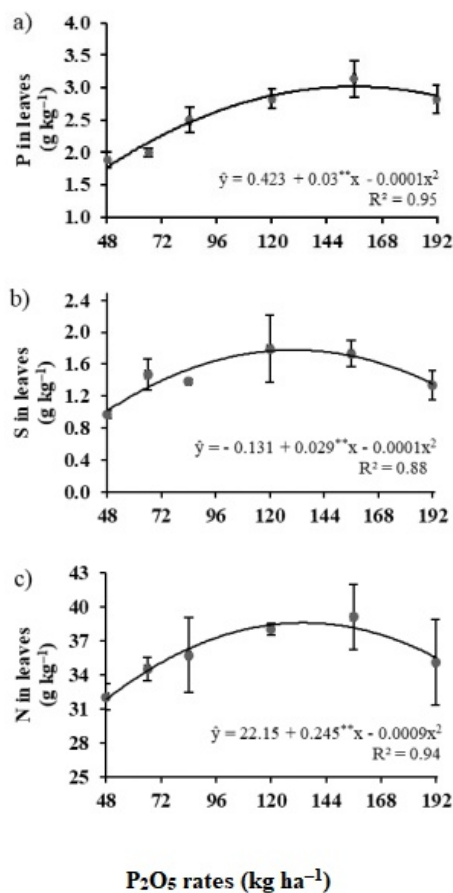 a)
P in leaves
(g kg⁻¹)
4.0
3.5
3.0
2.5
2.0
1.5
1.0
ŷ = 0.423 + 0.03**x - 0.0001x²
R² = 0.95
48 72 96 120 144 168 192
b)
S in leaves
(g kg⁻¹)
2.4
2.0
1.6
1.2
0.8
0.4
0.0
ŷ = - 0.131 + 0.029**x - 0.0001x²
R² = 0.88
48 72 96 120 144 168 192
c)
N in leaves
(g kg⁻¹)
43
40
37
34
31
28
25
ŷ = 22.15 + 0.245**x - 0.0009x²
R² = 0.94
48 72 96 120 144 168 192
P₂O₅ rates (kg ha⁻¹)